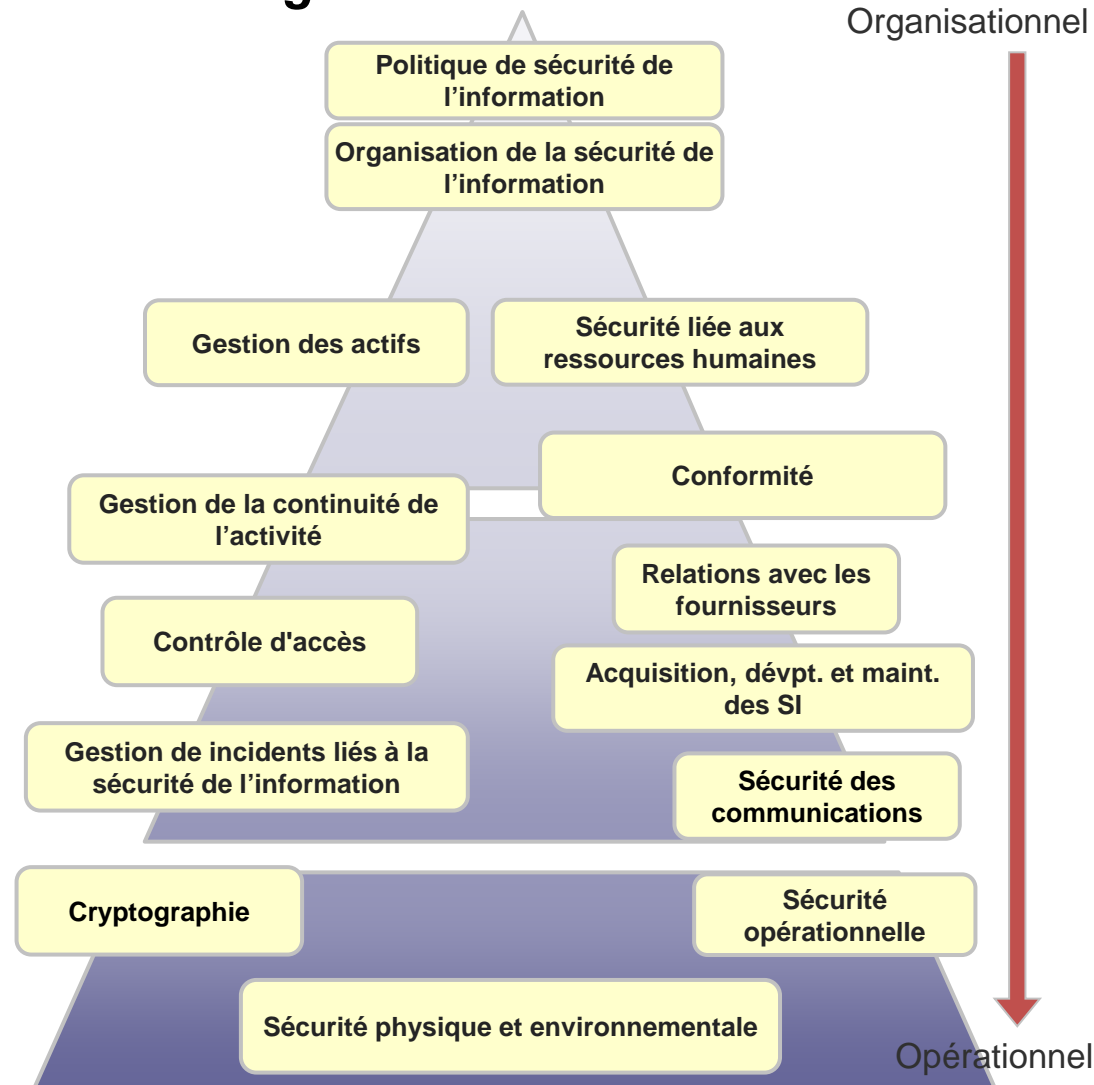 Organisationnel
Politique de sécurité de
l’information
Organisation de la sécurité de
l’information
Gestion des actifs
Sécurité liée aux
ressources humaines
Conformité
Gestion de la continuité de
l’activité
Relations avec les
fournisseurs
Contrôle d'accès
Acquisition, dévpt. et maint.
des SI
Gestion de incidents liés à la
sécurité de l’information
Sécurité des
communications
Cryptographie
Sécurité
opérationnelle
Sécurité physique et environnementale
Opérationnel